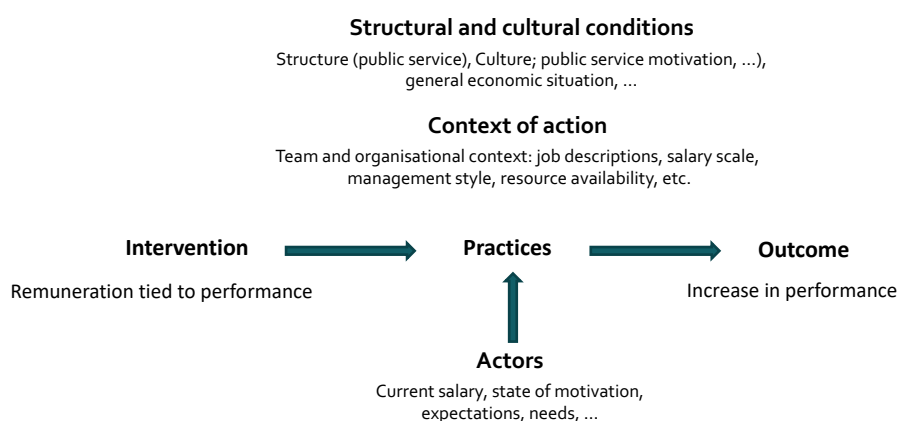 Structural and cultural conditions
Structure (public service), Culture; public service motivation, ...),
general economic situation, ...
Context of action
Team and organisational context: job descriptions, salary scale,
management style, resource availability, etc.
Intervention
Practices
Outcome
Remuneration tied to performance
Increase in performance
Actors
Current salary, state of motivation,
expectations, needs, ...